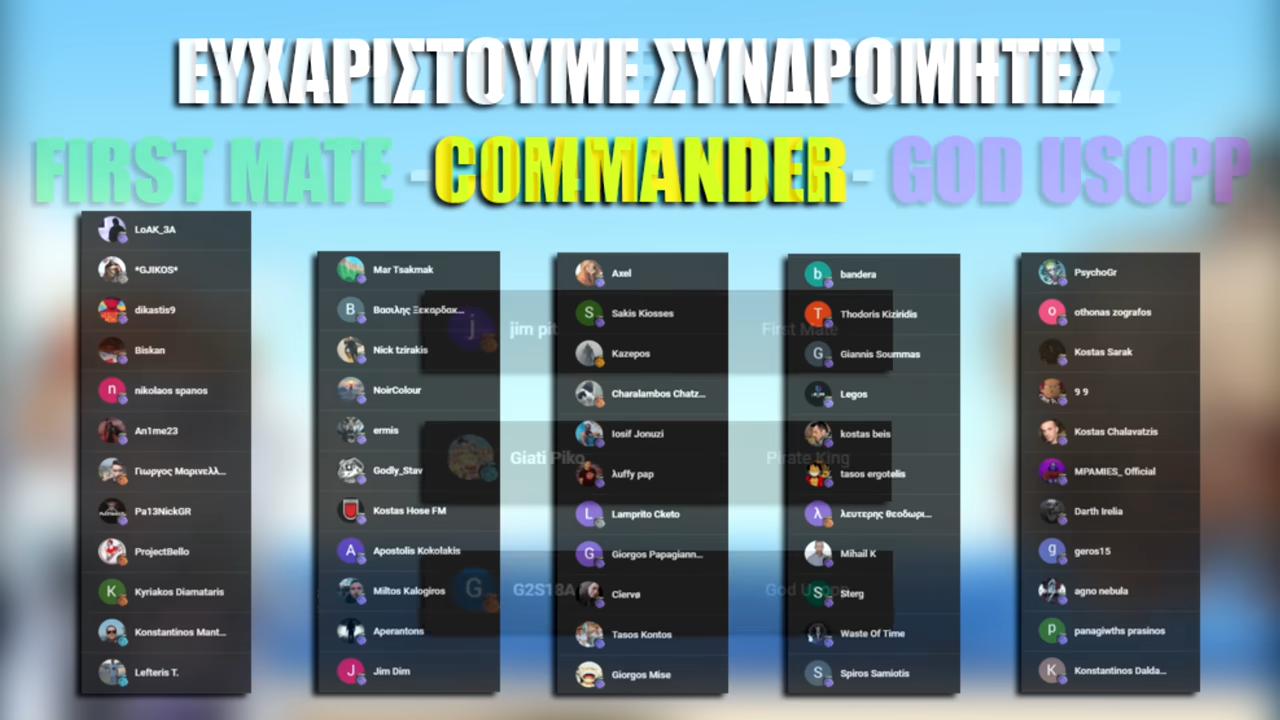 ΕΥΧΑΡΙΣΤΟΥΜΕ ΣΥΝΔΡΟΜΗΤΕΣ
FIRST MATE - COMMANDER - GOD USOPP
LoAK_3A
*GJIKOS*
dikastis9
Biskan
n nikolaos spanos
An1me23
Γιωργος Μαρινελλ...
Pa13NickGR
ProjectBello
K Kyriakos Diamataris
Konstantinos Mant...
Lefteris T.
Mar Tsakmak
B Βασιλης Ξεκαρδακ...
Nick tzirakis
NoirColour
ermis
Godly_Stav
Kostas Hose FM
A Apostolis Kokolakis
Miltos Kalogiros
Aperantons
J Jim Dim
j jim pit First Mate
Giati Piko Pirate King
G G2S18A God Usopp
Axel
S Sakis Kiosses
Kazepos
Charalambos Chatz...
Iosif Jonuzi
λuffy pap
L Lamprito Cketo
G Giorgos Papagiann...
Ciervø
Tasos Kontos
Giorgos Mise
b bandera
T Thodoris Kiziridis
G Giannis Soummas
Legos
kostas beis
tasos ergotelis
λ λευτερης θεοδωρι...
Mihail K
S Sterg
Waste Of Time
S Spiros Samiotis
PsychoGr
o othonas zografos
Kostas Sarak
9 9
Kostas Chalavatzis
MPAMIES_ Official
Darth Irelia
g geros15
agno nebula
p panagiwths prasinos
K Konstantinos Dalda...